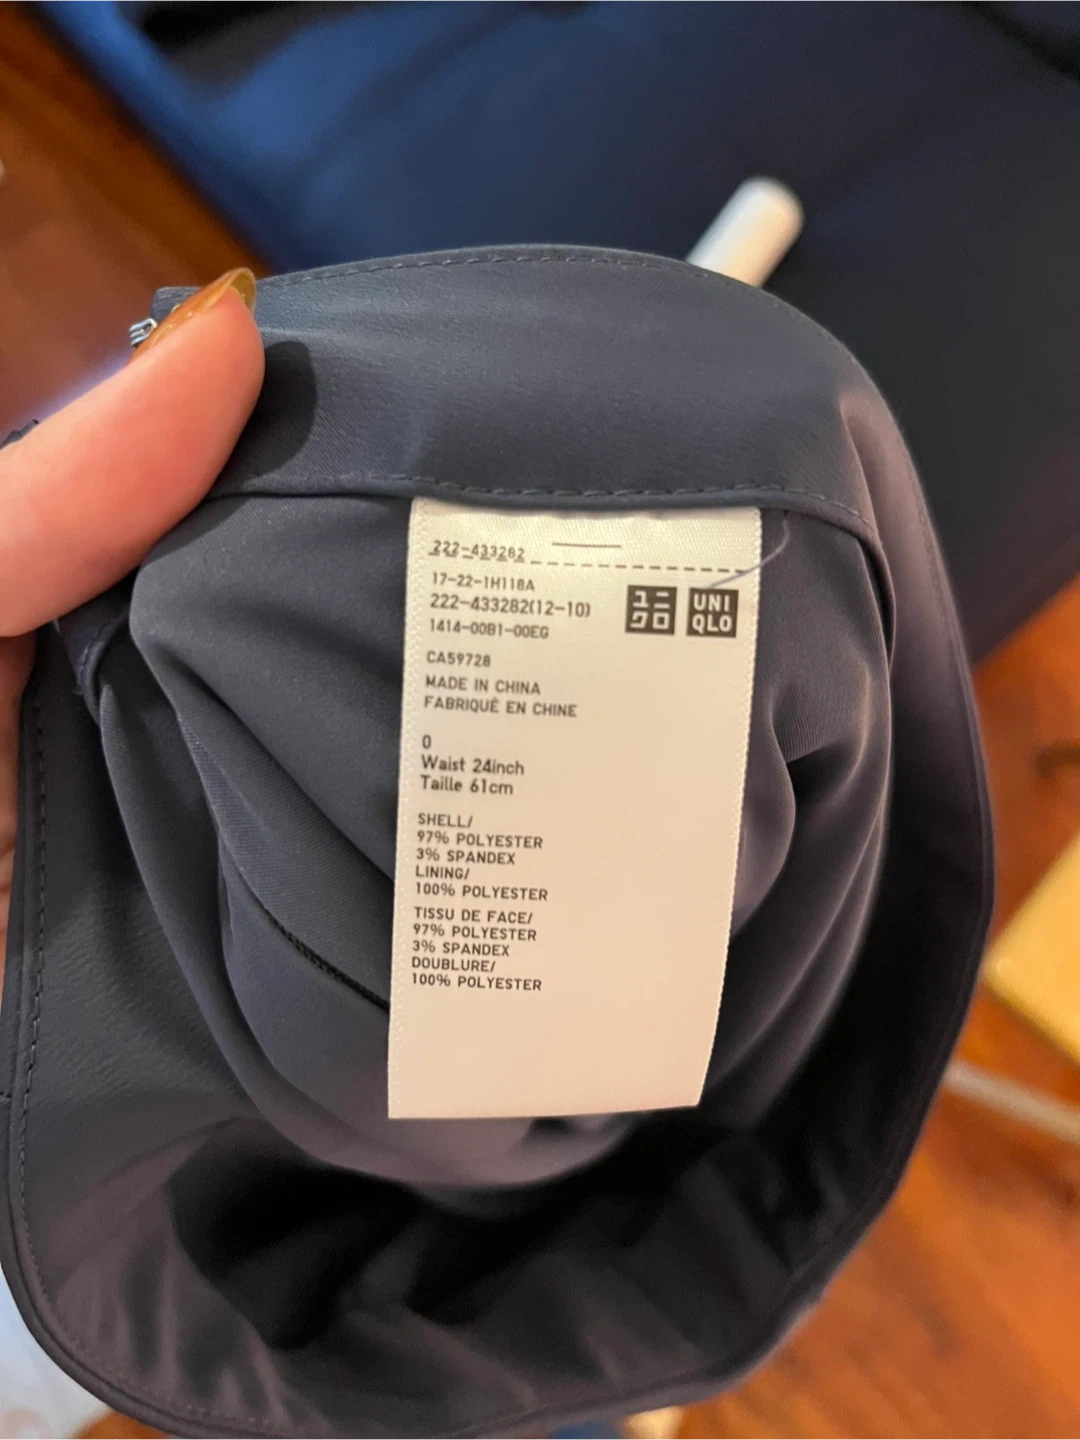 222-433282
17-22-1H118A
222-433282(12-10)
1414-00B1-00EG
ユニ
クロ
UNI
QLO
CA59728
MADE IN CHINA
FABRIQUÉ EN CHINE
0
Waist 24inch
Taille 61cm
SHELL/
97% POLYESTER
3% SPANDEX
LINING/
100% POLYESTER
TISSU DE FACE/
97% POLYESTER
3% SPANDEX
DOUBLURE/
100% POLYESTER